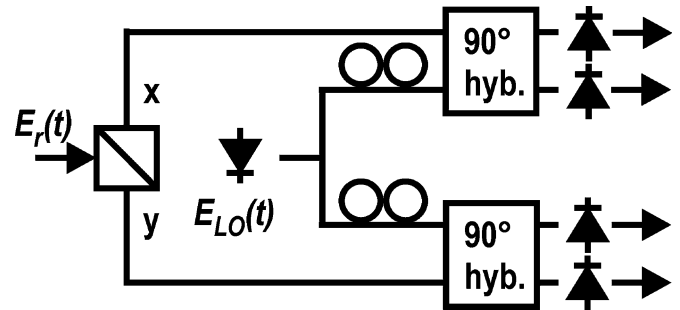 90°
hyb.
x
E_r(t)
y
E_LO(t)
90°
hyb.